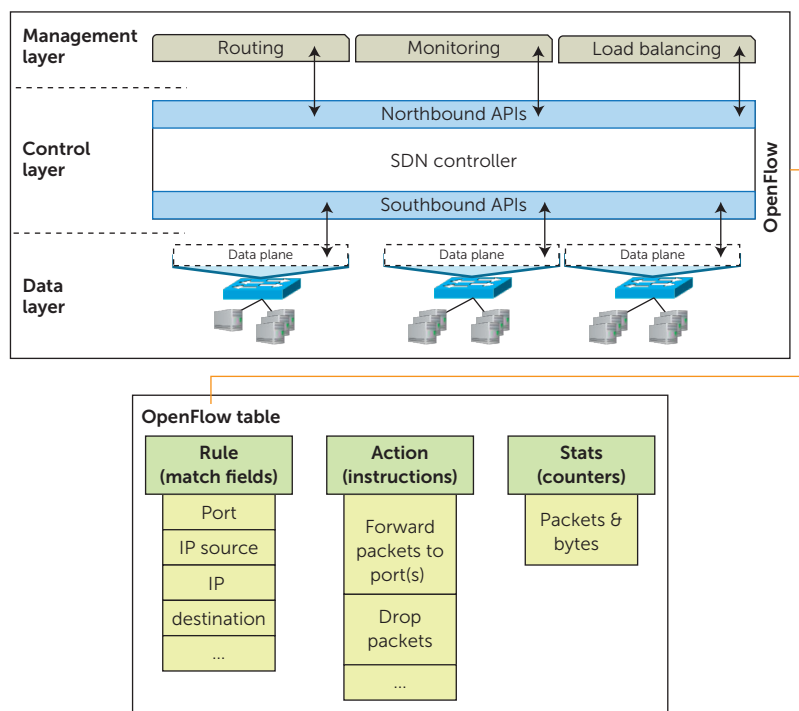 Management
layer
Routing
Monitoring
Load balancing
Northbound APIs
Control
layer
SDN controller
Southbound APIs
OpenFlow
Data plane
Data plane
Data plane
Data
layer
OpenFlow table
Rule
(match fields)
Port
IP source
IP
destination
...
Action
(instructions)
Forward
packets to
port(s)
Drop
packets
...
Stats
(counters)
Packets &
bytes